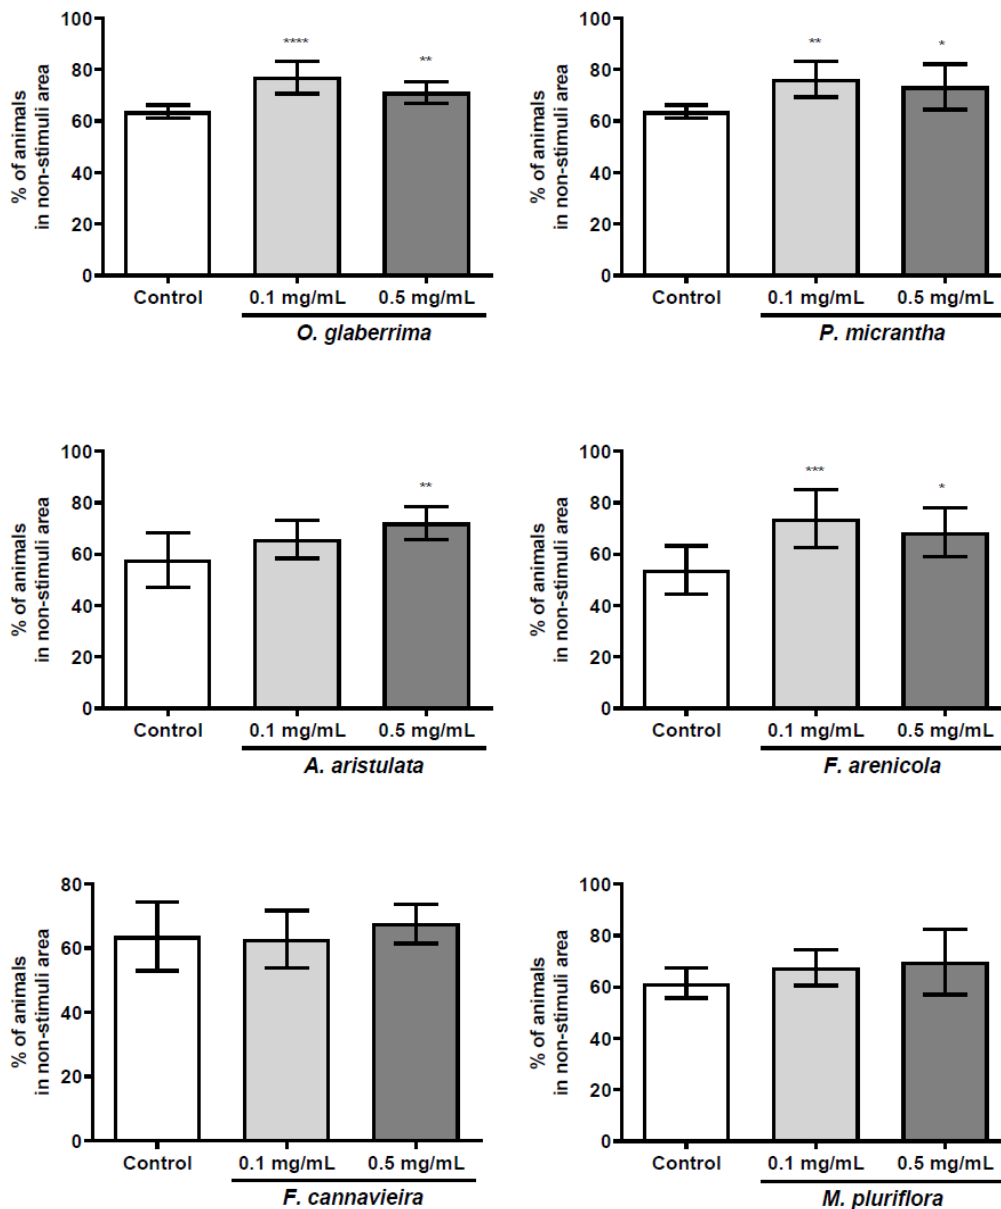 % of animals
in non-stimuli area
100
80
60
40
20
0
****
**
Control
0.1 mg/mL
0.5 mg/mL
O. glaberrima
% of animals
in non-stimuli area
100
80
60
40
20
0
**
*
Control
0.1 mg/mL
0.5 mg/mL
P. micrantha
% of animals
in non-stimuli area
100
80
60
40
20
0
**
Control
0.1 mg/mL
0.5 mg/mL
A. aristulata
% of animals
in non-stimuli area
100
80
60
40
20
0
***
*
Control
0.1 mg/mL
0.5 mg/mL
F. arenicola
% of animals
in non-stimuli area
80
60
40
20
0
Control
0.1 mg/mL
0.5 mg/mL
F. cannavieira
% of animals
in non-stimuli area
100
80
60
40
20
0
Control
0.1 mg/mL
0.5 mg/mL
M. pluriflora